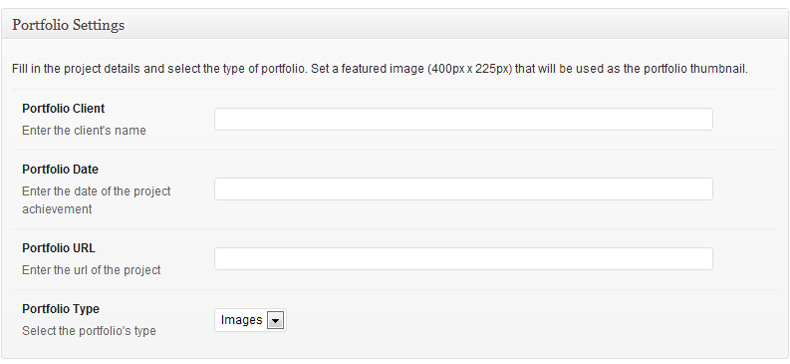 Portfolio Settings
Fill in the project details and select the type of portfolio. Set a featured image (400px x 225px) that will be used as the portfolio thumbnail.
Portfolio Client
Enter the client's name
Portfolio Date
Enter the date of the project
achievement
Portfolio URL
Enter the url of the project
Portfolio Type
Select the portfolio's type
Images